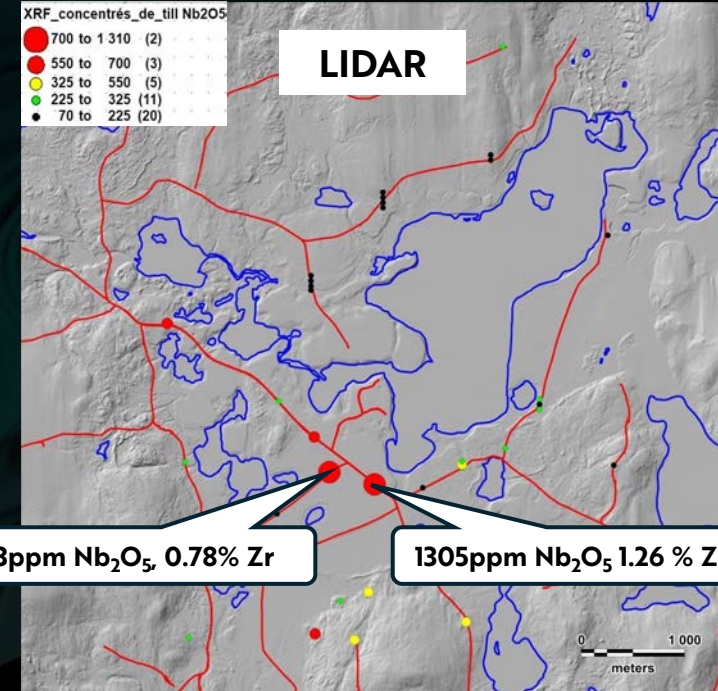 XRF_concentrés_de_till Nb2O5
700 to 1 310 (2)
550 to 700 (3)
325 to 550 (5)
225 to 325 (11)
70 to 225 (20)
LIDAR
ppm Nb₂O₅, 0.78% Zr
1305ppm Nb₂O₅ 1.26 %
0 1 000
meters